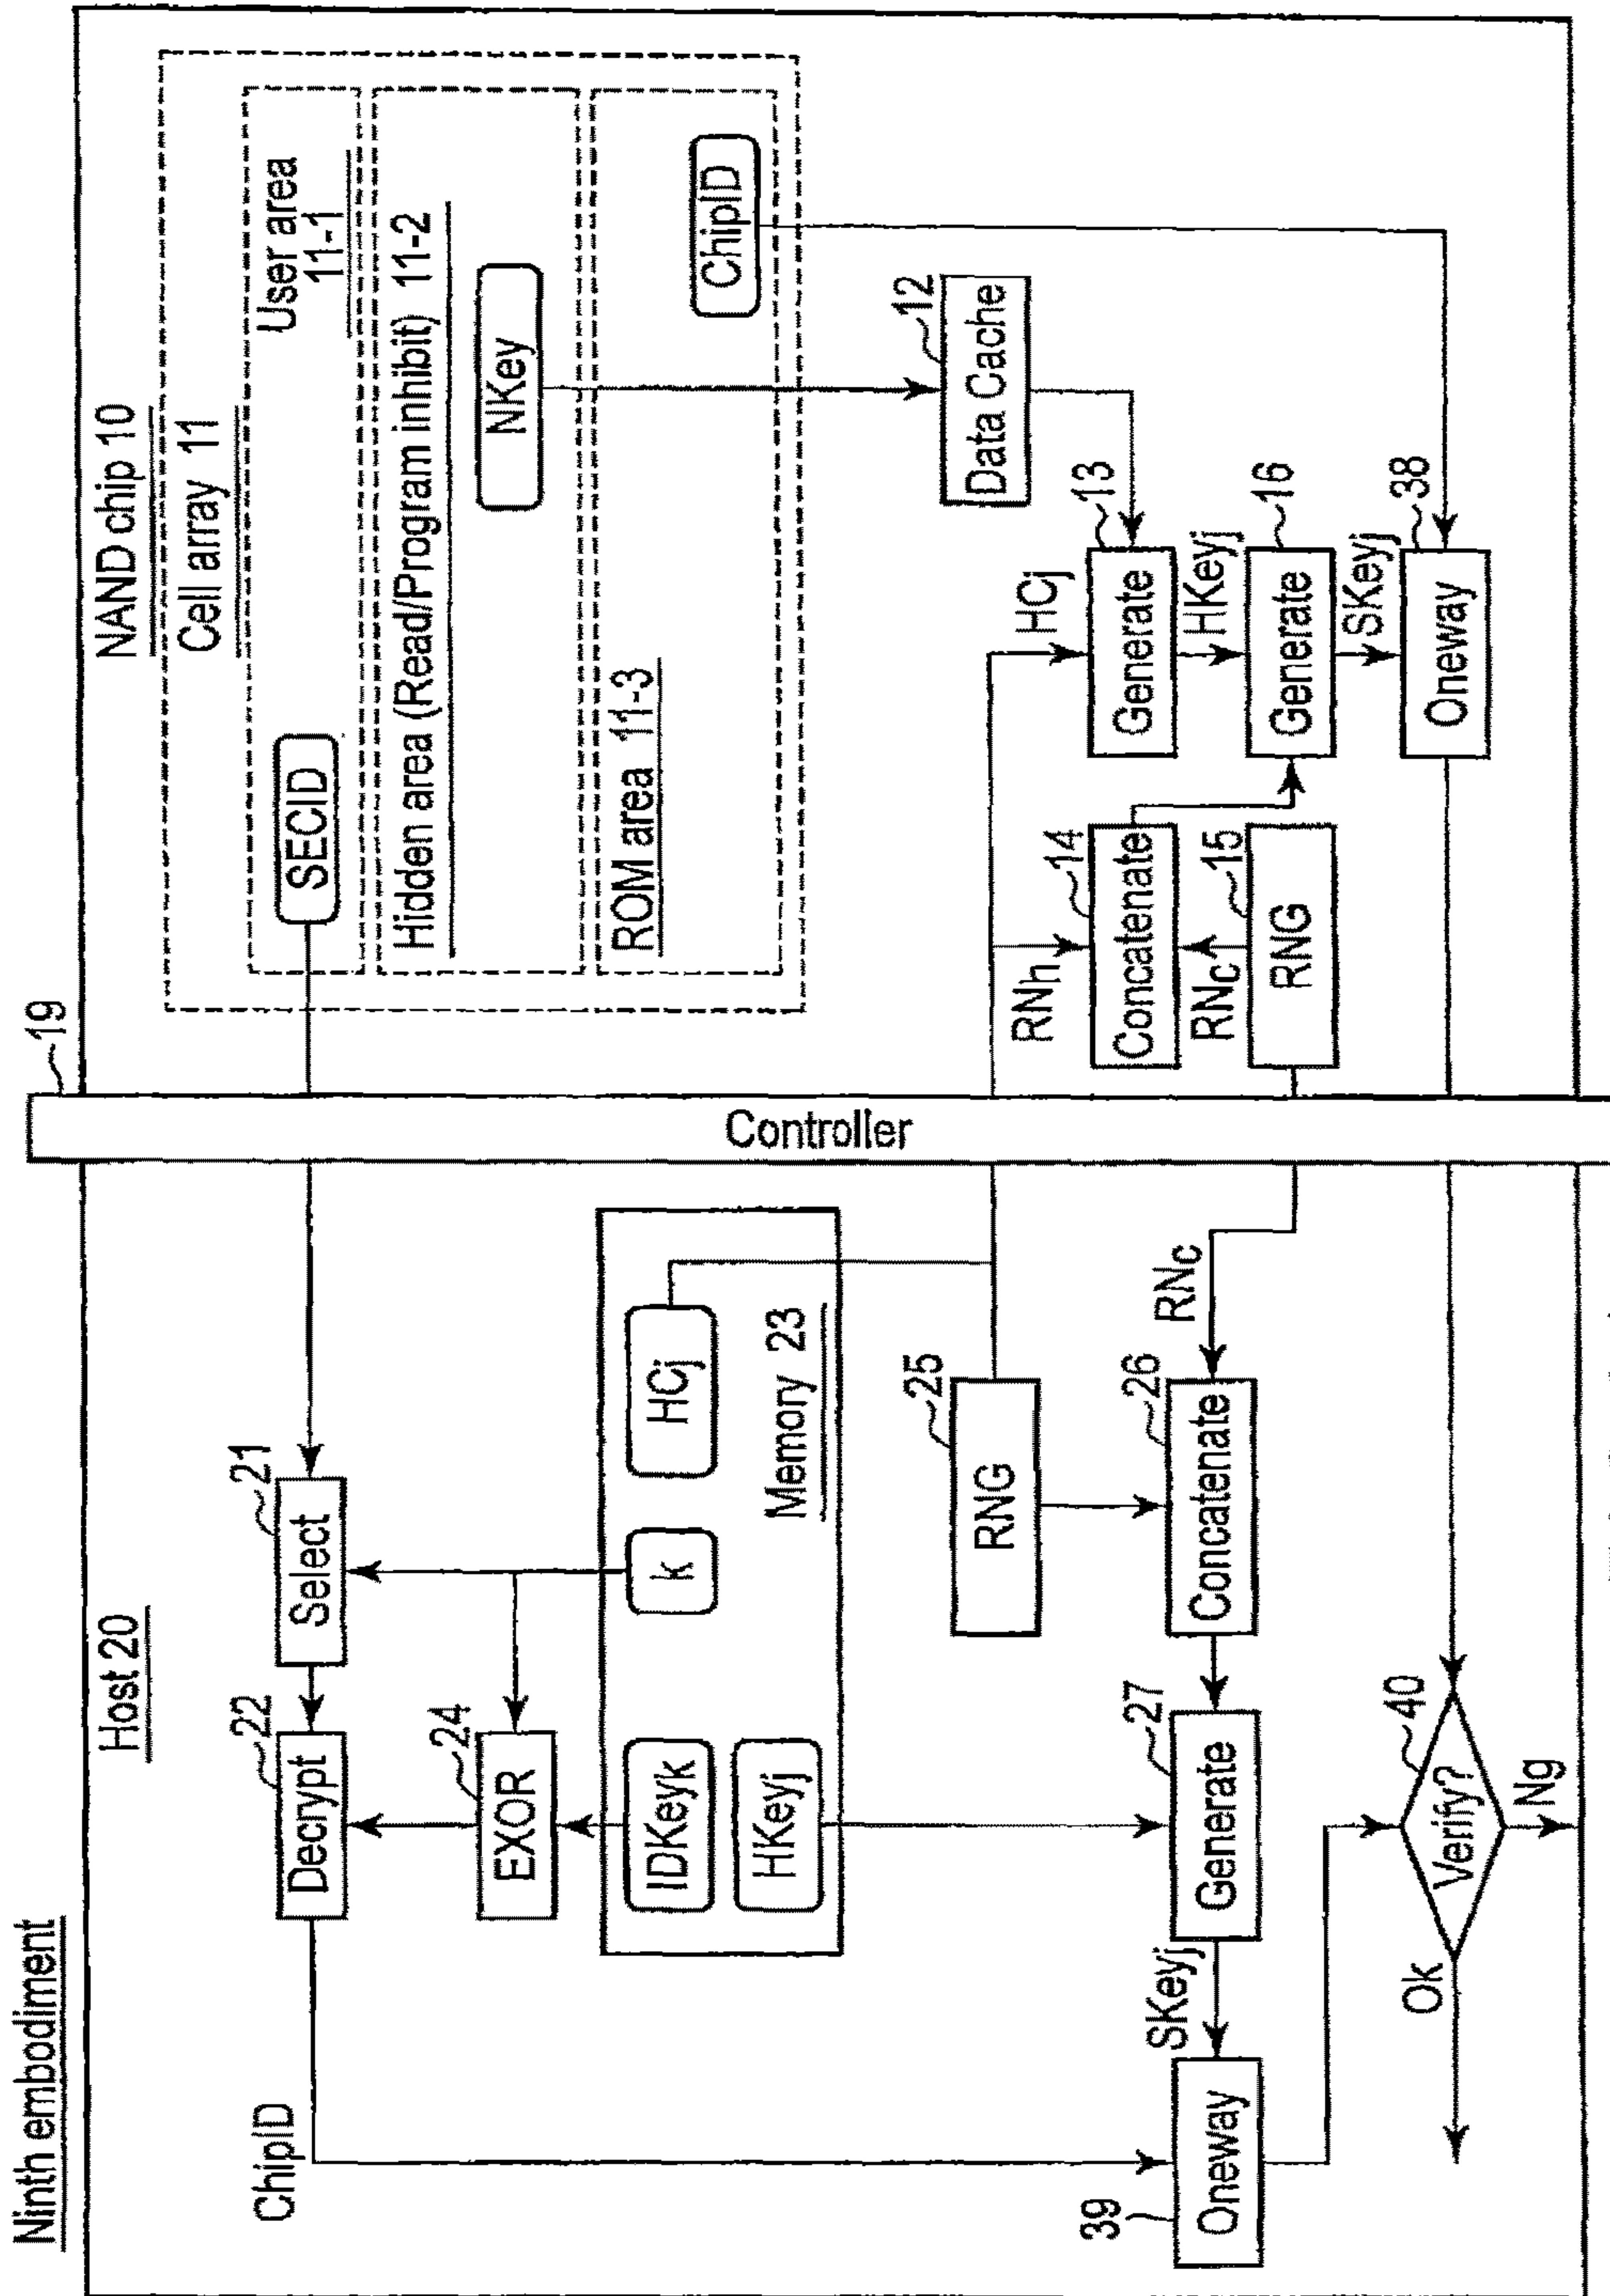 Ninth embodiment
Host 20
19
NAND chip 10
Cell array 11
User area
11-1
SECID
Hidden area (Read/Program inhibit) 11-2
NKey
ROM area 11-3
ChipID
Controller
ChipID
22
Decrypt
21
Select
24
EXOR
IDKeyk
HKeyj
k
HCj
Memory 23
25
RNG
RNc
26
Concatenate
27
Generate
SKeyj
39
Oneway
40
Verify?
Ok
Ng
12
Data Cache
HCj
13
Generate
HKeyj
16
Generate
SKeyj
38
Oneway
RNh
14
Concatenate
RNc
15
RNG